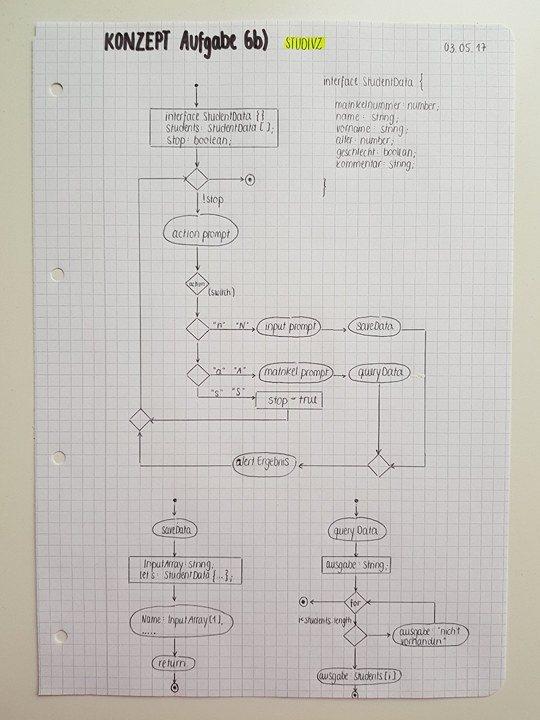 KONZEPT Aufgabe 6b) STUDIVZ 03.05.17
interface StudentData {
matrikelnummer: number;
name: string;
vorname: string;
alter: number;
geschlecht: boolean;
kommentar: string;
}
interface StudentData {}
students: StudentData [];
stop: boolean;
!stop
action prompt
action
(switch)
"n" "N"
input prompt
saveData
"a" "A"
matrikel prompt
queryData
"s" "S"
stop = true
alert Ergebnis
saveData
InputArray: string;
let s: StudentData {...};
Name: InputArray[1],
.....
return
query Data
ausgabe: string;
for
i<students.length
ausgabe: "nicht
vorhanden"
ausgabe students[i]